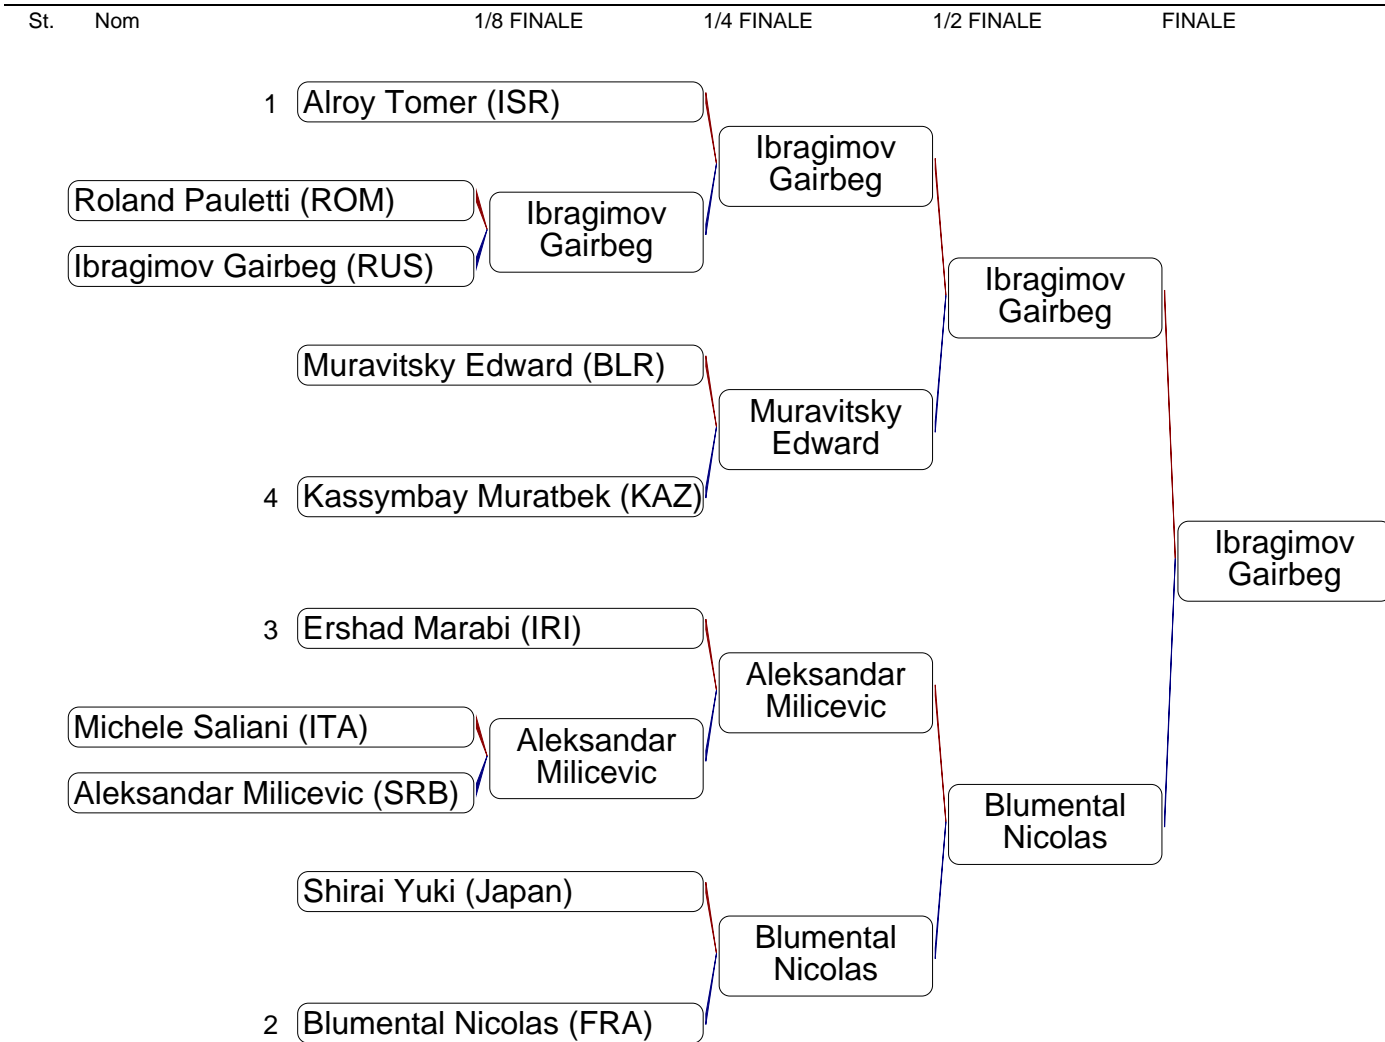 St. Nom 1/8 FINALE 1/4 FINALE 1/2 FINALE FINALE
1 Alroy Tomer (ISR)
Ibragimov
Gairbeg
Roland Pauletti (ROM)
Ibragimov
Gairbeg
Ibragimov Gairbeg (RUS)
Ibragimov
Gairbeg
Muravitsky Edward (BLR)
Muravitsky
Edward
4 Kassymbay Muratbek (KAZ)
Ibragimov
Gairbeg
3 Ershad Marabi (IRI)
Aleksandar
Milicevic
Michele Saliani (ITA)
Aleksandar
Milicevic
Aleksandar Milicevic (SRB)
Blumental
Nicolas
Shirai Yuki (Japan)
Blumental
Nicolas
2 Blumental Nicolas (FRA)